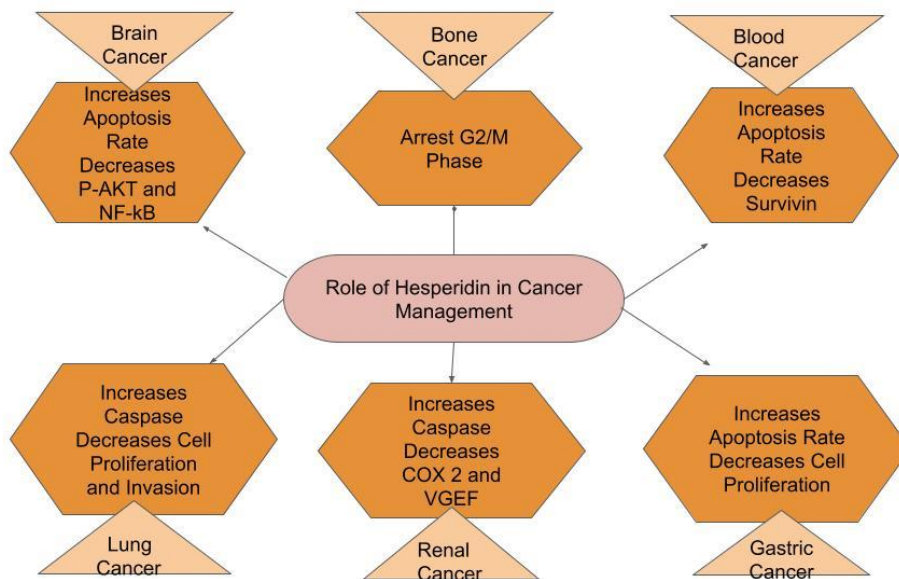 Brain
Cancer
Increases
Apoptosis
Rate
Decreases
P-AKT and
NF-kB
Bone
Cancer
Arrest G2/M
Phase
Blood
Cancer
Increases
Apoptosis
Rate
Decreases
Survivin
Role of Hesperidin in Cancer
Management
Increases
Caspase
Decreases Cell
Proliferation
and Invasion
Lung
Cancer
Increases
Caspase
Decreases
COX 2 and
VGEF
Renal
Cancer
Increases
Apoptosis Rate
Decreases Cell
Proliferation
Gastric
Cancer